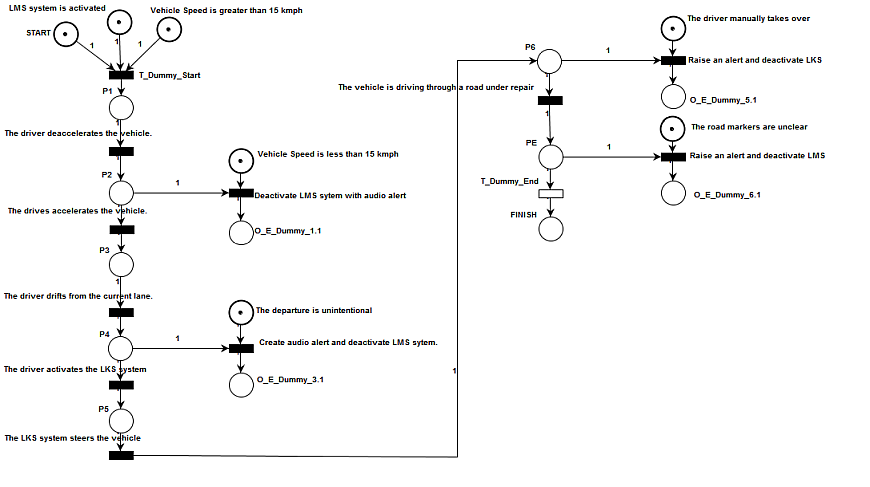 LMS system is activated
Vehicle Speed is greater than 15 kmph
START
1
1
1
T_Dummy_Start
P1
1
The driver deaccelerates the vehicle.
1
P2
1
The drives accelerates the vehicle.
1
P3
1
The driver drifts from the current lane.
1
P4
1
The driver activates the LKS system
P5
The LKS system steers the vehicle
1
Vehicle Speed is less than 15 kmph
Deactivate LMS sytem with audio alert
O_E_Dummy_1.1
The departure is unintentional
Create audio alert and deactivate LMS sytem.
O_E_Dummy_3.1
P6
1
The vehicle is driving through a road under repair
1
PE
1
T_Dummy_End
FINISH
The driver manually takes over
Raise an alert and deactivate LKS
O_E_Dummy_5.1
The road markers are unclear
Raise an alert and deactivate LMS
O_E_Dummy_6.1